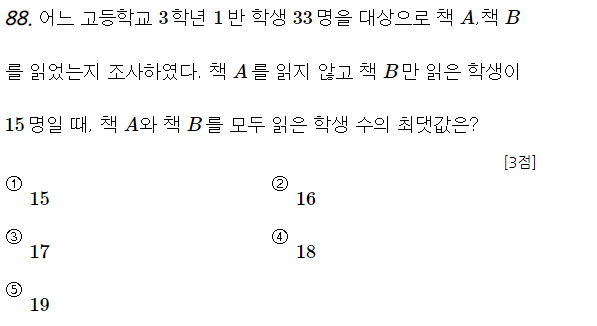 88. 어느 고등학교 3학년 1반 학생 33명을 대상으로 책 A,책 B
를 읽었는지 조사하였다. 책 A를 읽지 않고 책 B만 읽은 학생이
15명일 때, 책 A와 책 B를 모두 읽은 학생 수의 최댓값은?
[3점]
① 15 ② 16
③ 17 ④ 18
⑤ 19